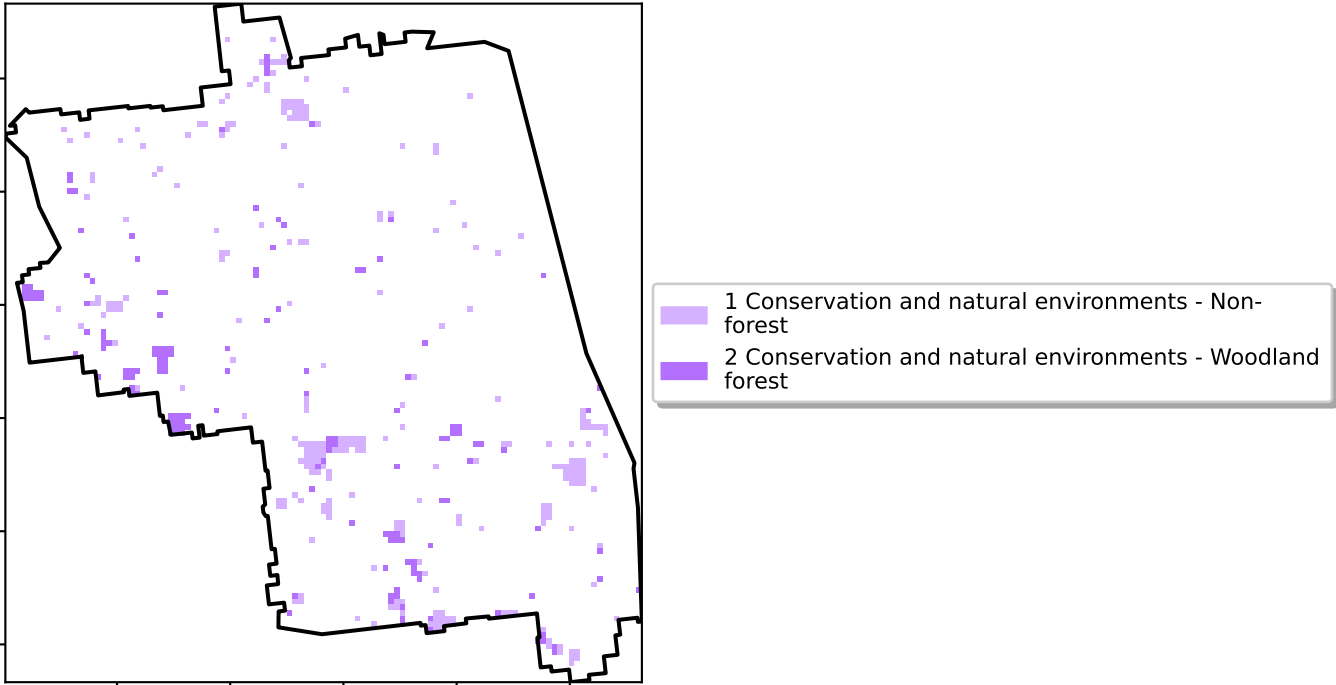 1 Conservation and natural environments - Non-
forest
2 Conservation and natural environments - Woodland
forest